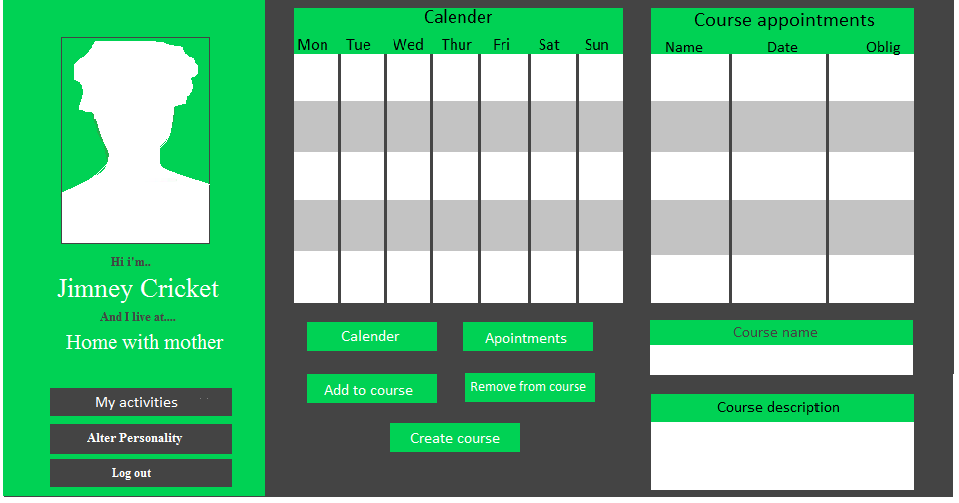 Hi i'm..
Jimney Cricket
And I live at....
Home with mother
My activities
Alter Personality
Log out
Calender
Mon Tue Wed Thur Fri Sat Sun
Calender
Apointments
Add to course
Remove from course
Create course
Course appointments
Name Date Oblig
Course name
Course description